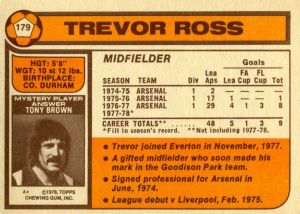 179
TREVOR ROSS
HGT: 5'8"
WGT: 10 st 12 lbs.
BIRTHPLACE:
CO. DURHAM
MYSTERY PLAYER
ANSWER
TONY BROWN
A+ ©1978, TOPPS
CHEWING GUM, INC.
MIDFIELDER
Goals
Lea FA FL
SEASON TEAM Div Aps Lea Cup Cup Tot
1974-75 ARSENAL 1 2 — — — —
1975-76 ARSENAL 1 17 1 — — 1
1976-77 ARSENAL 1 29 4 1 3 8
1977-78*
CAREER TOTALS** 48 5 1 3 9
*Fill in season's record. **Not including 1977-78.
• Trevor joined Everton in November, 1977.
• A gifted midfielder who soon made his
mark in the Goodison Park team.
• Signed professional for Arsenal in
June, 1974.
• League debut v Liverpool, Feb. 1975.